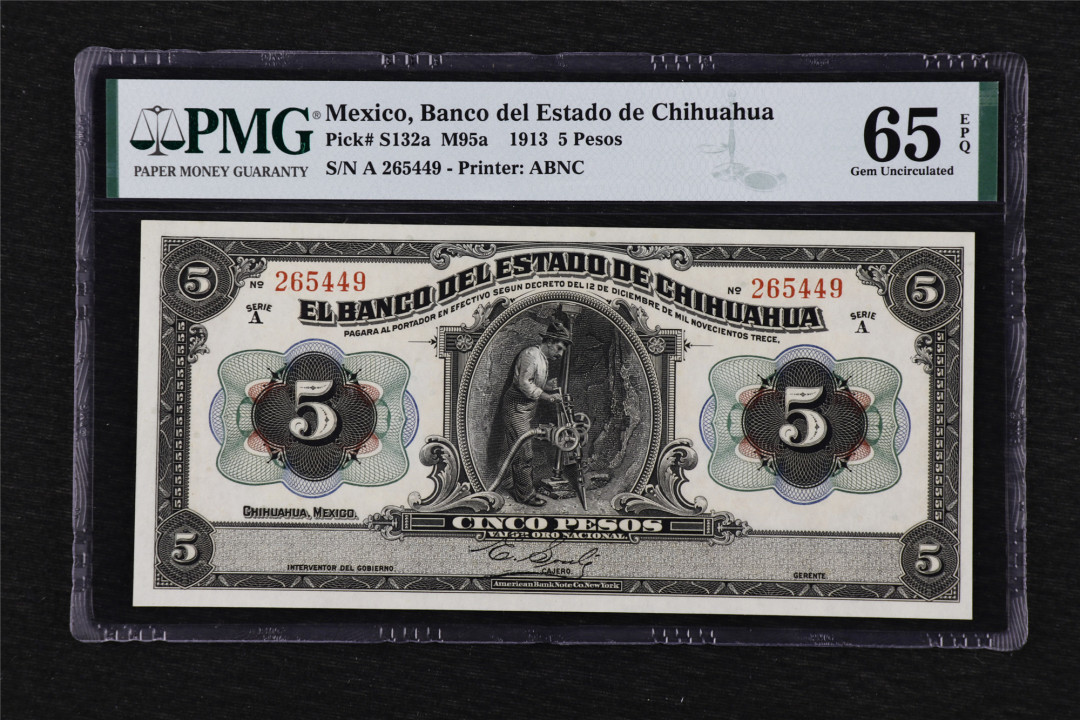 PMG®
PAPER MONEY GUARANTY
Mexico, Banco del Estado de Chihuahua
Pick# S132a M95a 1913 5 Pesos
S/N A 265449 - Printer: ABNC
65 EPQ
Gem Uncirculated
5
Nº 265449
Nº 265449
5
SERIE A
SERIE A
EL BANCO DEL ESTADO DE CHIHUAHUA
PAGARA AL PORTADOR EN EFECTIVO SEGUN DECRETO DEL 12 DE DICIEMBRE DE MIL NOVECIENTOS TRECE.
5
5
CHIHUAHUA, MEXICO.
CINCO PESOS
VALOR ORO NACIONAL.
5
5
INTERVENTOR DEL GOBIERNO.
CAJERO.
GERENTE.
American Bank Note Co. New York